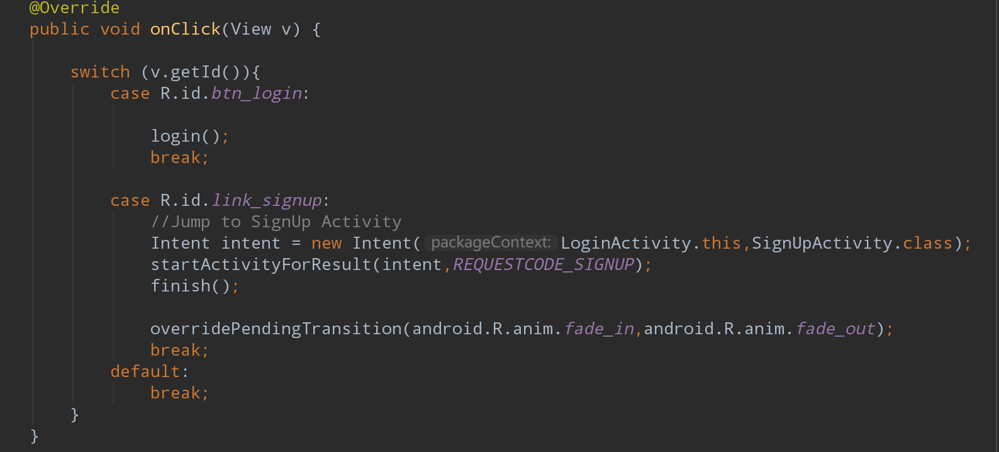 @Override
public void onClick(View v) {
switch (v.getId()){
case R.id.btn_login:
login();
break;
case R.id.link_signup:
//Jump to SignUp Activity
Intent intent = new Intent( packageContext: LoginActivity.this,SignUpActivity.class);
startActivityForResult(intent,REQUESTCODE_SIGNUP);
finish();
overridePendingTransition(android.R.anim.fade_in,android.R.anim.fade_out);
break;
default:
break;
}
}